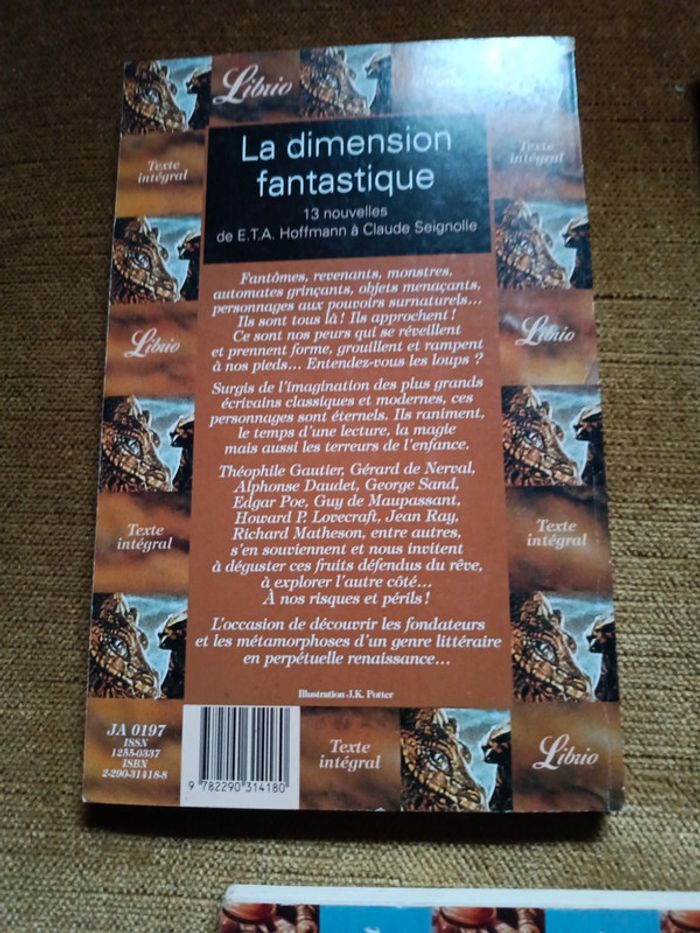 Librio
La dimension
fantastique
13 nouvelles
de E.T.A. Hoffmann à Claude Seignolle
Texte
intégral
Texte
intégral
Fantômes, revenants, monstres,
automates grinçants, objets menaçants,
personnages aux pouvoirs surnaturels...
Ils sont tous là ! Ils approchent !
Ce sont nos peurs qui se réveillent
et prennent forme, grouillent et rampent
à nos pieds... Entendez-vous les loups ?
Librio
Librio
Surgis de l'imagination des plus grands
écrivains classiques et modernes, ces
personnages sont éternels. Ils raniment,
le temps d'une lecture, la magie
mais aussi les terreurs de l'enfance.
Théophile Gautier, Gérard de Nerval,
Alphonse Daudet, George Sand,
Edgar Poe, Guy de Maupassant,
Howard P. Lovecraft, Jean Ray,
Richard Matheson, entre autres,
s'en souviennent et nous invitent
à déguster ces fruits défendus du rêve,
à explorer l'autre côté...
À nos risques et périls !
Texte
intégral
Texte
intégral
L'occasion de découvrir les fondateurs
et les métamorphoses d'un genre littéraire
en perpétuelle renaissance...
Illustration J.K. Potter
JA 0197
ISSN
1255-0337
ISBN
2-290-31418-8
9 782290 314180
Texte
intégral
Librio